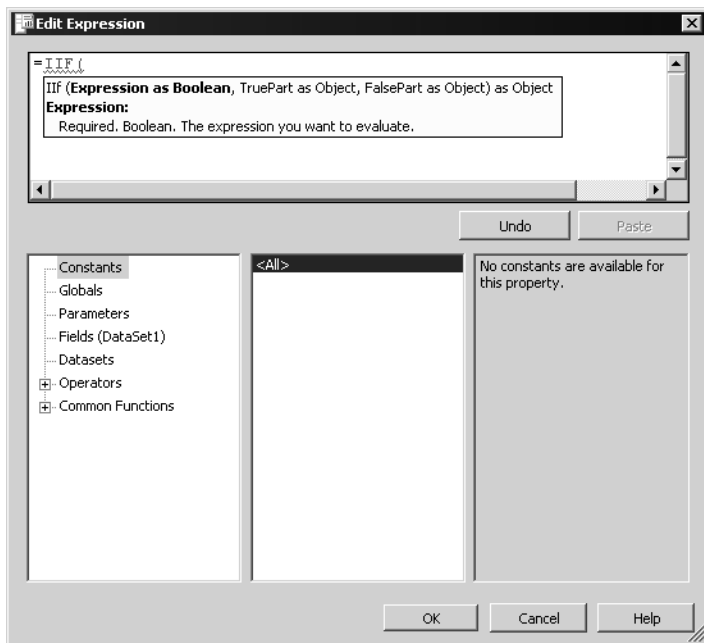 Edit Expression
=IIF(
IIf (Expression as Boolean, TruePart as Object, FalsePart as Object) as Object
Expression:
Required. Boolean. The expression you want to evaluate.
Undo
Paste
Constants
Globals
Parameters
Fields (DataSet1)
Datasets
Operators
Common Functions
<All>
No constants are available for
this property.
OK
Cancel
Help